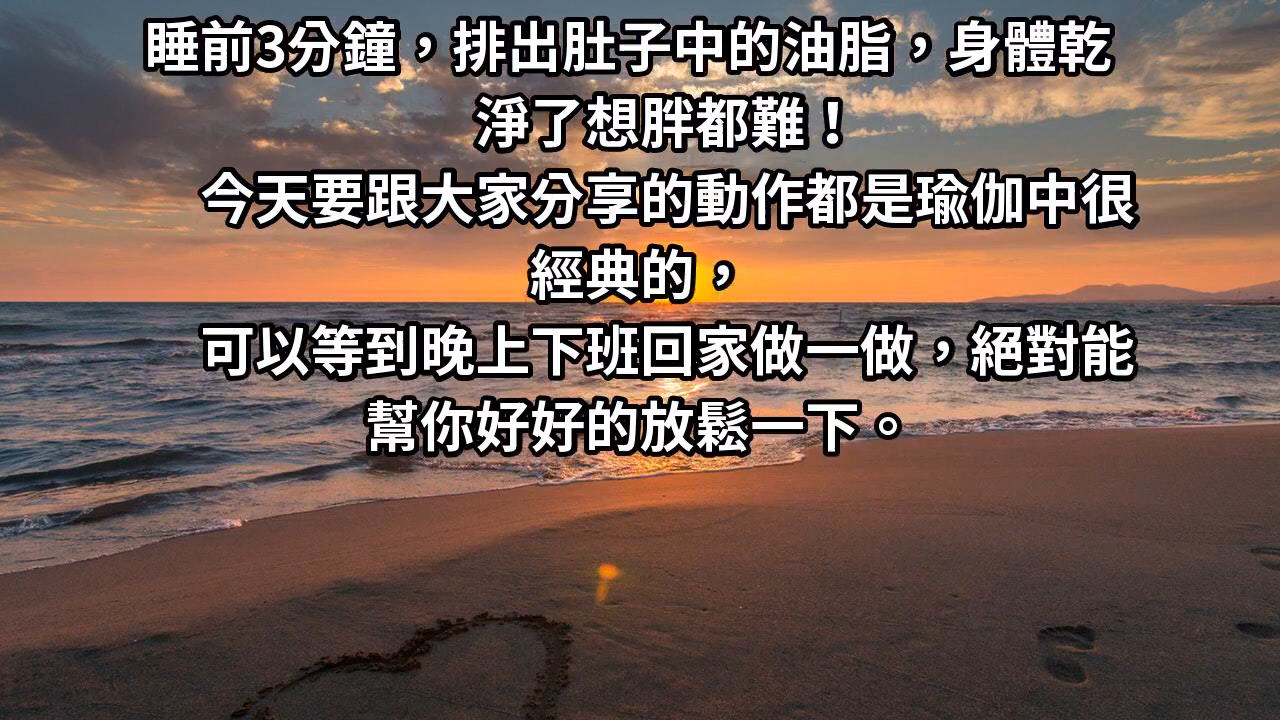 睡前3分鐘，排出肚子中的油脂，身體乾
淨了想胖都難！
今天要跟大家分享的動作都是瑜伽中很
經典的，
可以等到晚上下班回家做一做，絕對能
幫你好好的放鬆一下。